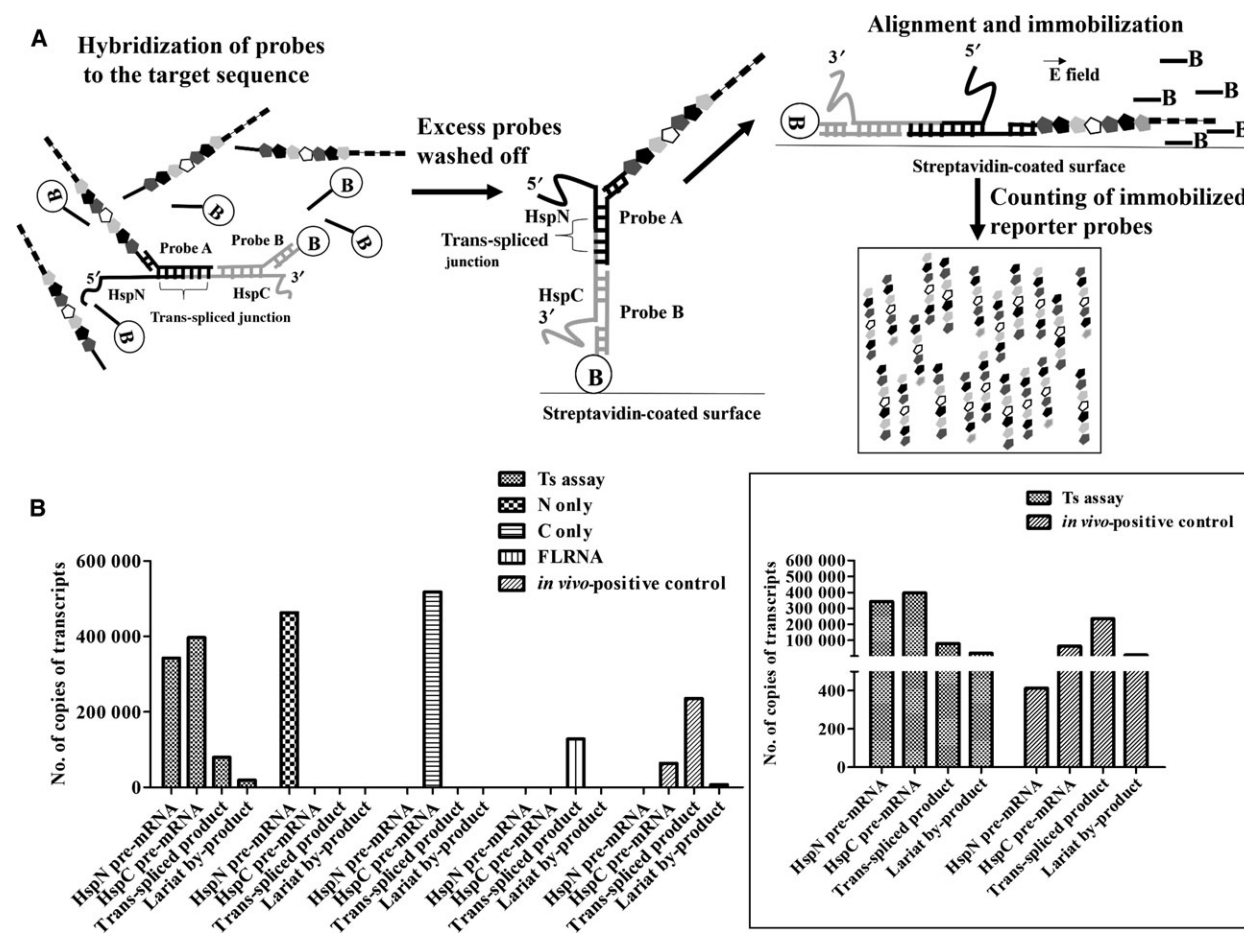 A
Hybridization of probes
to the target sequence
B
B
B
B
B
B
Probe A
Probe B
5′
3′
HspN
HspC
Trans-spliced junction
Excess probes
washed off
5′
HspN
Probe A
Trans-spliced
junction
HspC
3′
Probe B
B
Streptavidin-coated surface
Alignment and immobilization
3′
5′
E field
B
B
B
B
B
B
Streptavidin-coated surface
Counting of immobilized
reporter probes
B
Ts assay
N only
C only
FLRNA
in vivo-positive control
No. of copies of transcripts
600 000
400 000
200 000
0
HspN pre-mRNA
HspC pre-mRNA
Trans-spliced product
Lariat by-product
HspN pre-mRNA
HspC pre-mRNA
Trans-spliced product
Lariat by-product
HspN pre-mRNA
HspC pre-mRNA
Trans-spliced product
Lariat by-product
HspN pre-mRNA
HspC pre-mRNA
Trans-spliced product
Lariat by-product
HspN pre-mRNA
HspC pre-mRNA
Trans-spliced product
Lariat by-product
Ts assay
in vivo-positive control
No. of copies of transcripts
600 000
500 000
400 000
300 000
200 000
100 000
400
200
0
HspN pre-mRNA
HspC pre-mRNA
Trans-spliced product
Lariat by-product
HspN pre-mRNA
HspC pre-mRNA
Trans-spliced product
Lariat by-product